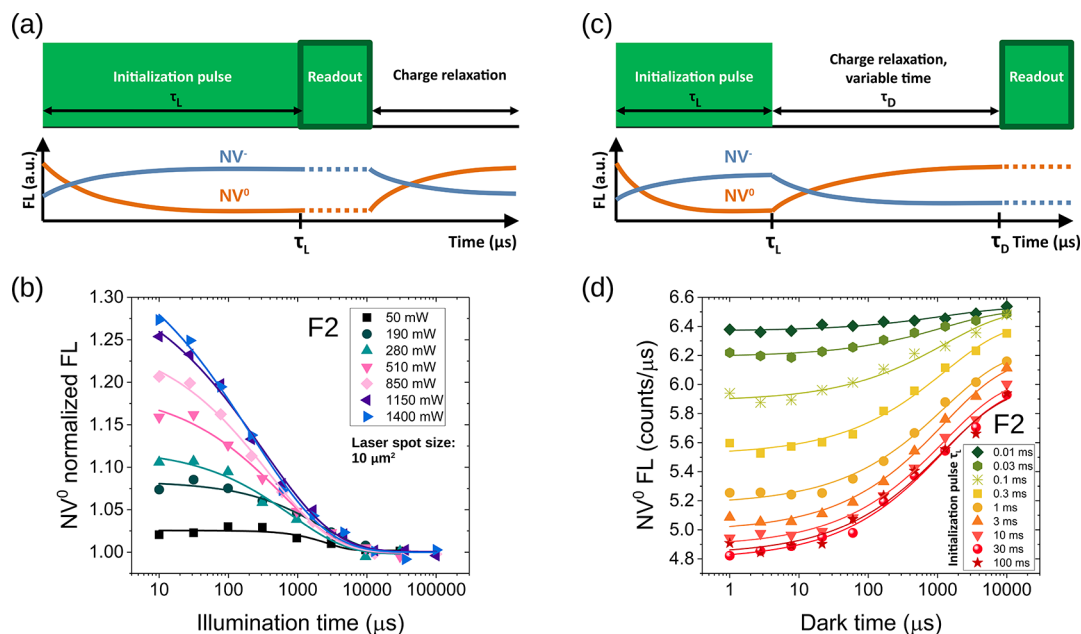 (a)
Initialization pulse
τL
Readout
Charge relaxation
FL (a.u.)
NV-
NV0
τL
Time (μs)
(c)
Initialization pulse
τL
Charge relaxation,
variable time
τD
Readout
FL (a.u.)
NV-
NV0
τL
τD Time (μs)
(b)
NV0 normalized FL
1.30
1.25
1.20
1.15
1.10
1.05
1.00
F2
50 mW
190 mW
280 mW
510 mW
850 mW
1150 mW
1400 mW
Laser spot size:
10 μm2
10 100 1000 10000 100000
Illumination time (μs)
(d)
NV0 FL (counts/μs)
6.6
6.4
6.2
6.0
5.8
5.6
5.4
5.2
5.0
4.8
F2
Initialization pulse τL
0.01 ms
0.03 ms
0.1 ms
0.3 ms
1 ms
3 ms
10 ms
30 ms
100 ms
1 10 100 1000 10000
Dark time (μs)